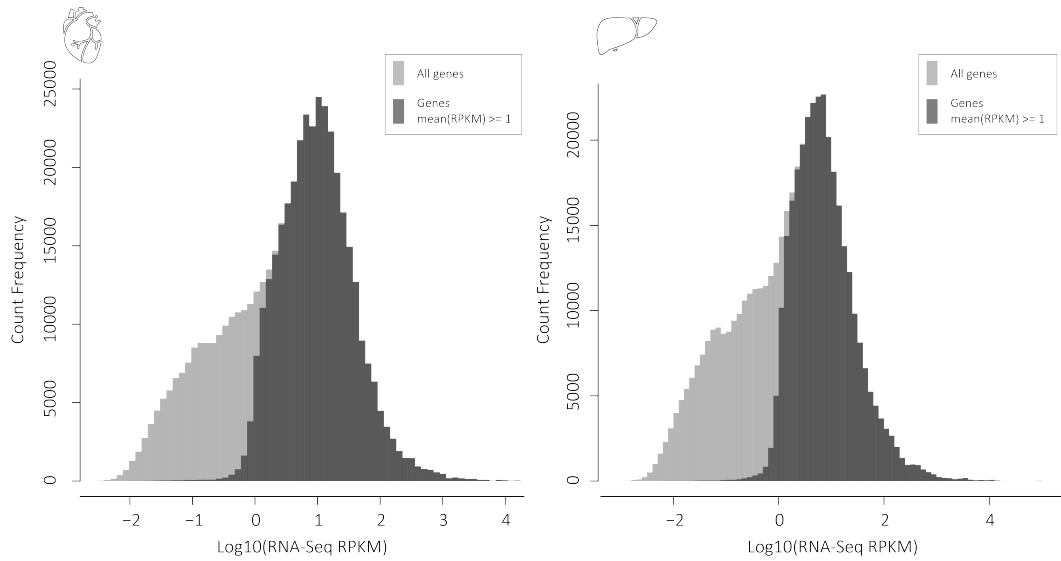 All genes
Genes
mean(RPKM) >= 1
Count Frequency
25000
20000
15000
10000
5000
0
−2 −1 0 1 2 3 4
Log10(RNA-Seq RPKM)
All genes
Genes
mean(RPKM) >= 1
Count Frequency
20000
15000
10000
5000
0
−2 0 2 4
Log10(RNA-Seq RPKM)